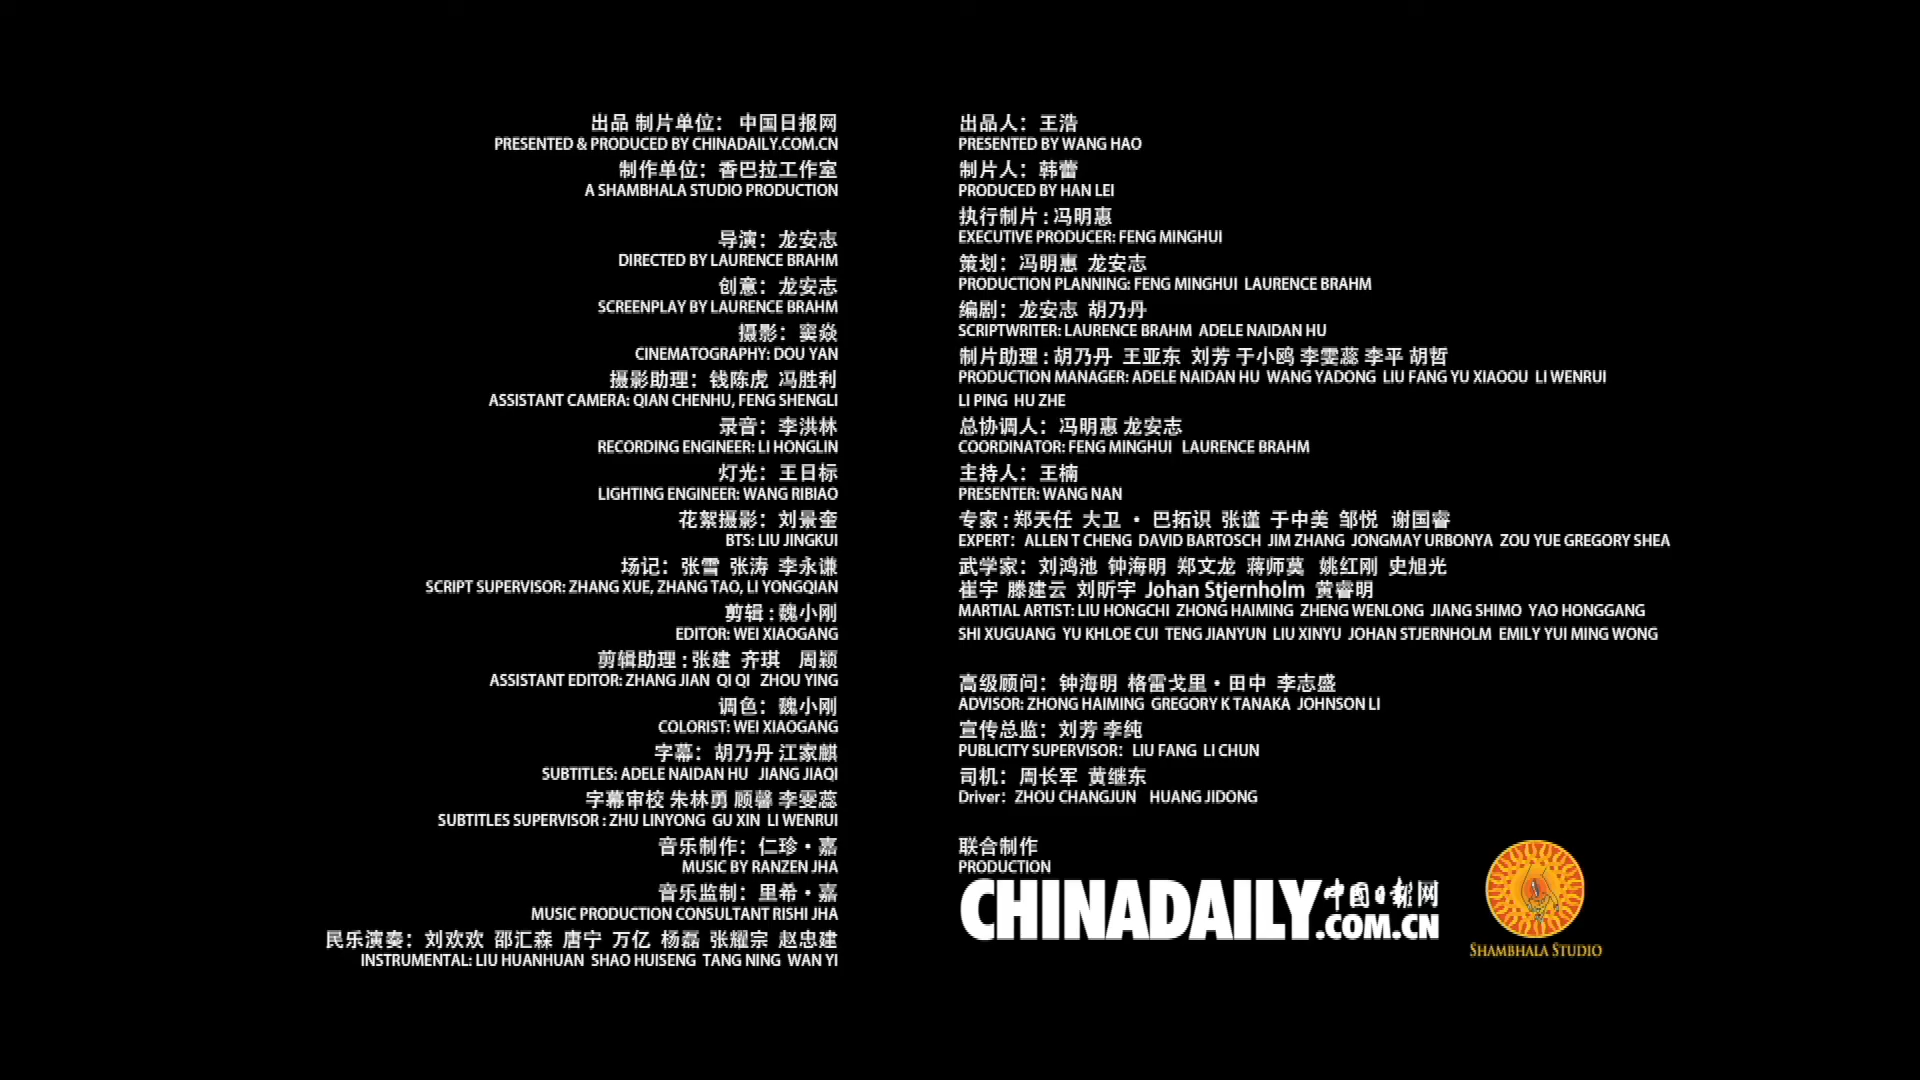 出品 制片单位： 中国日报网
PRESENTED & PRODUCED BY CHINADAILY.COM.CN
制作单位：香巴拉工作室
A SHAMBHALA STUDIO PRODUCTION
导演：龙安志
DIRECTED BY LAURENCE BRAHM
创意：龙安志
SCREENPLAY BY LAURENCE BRAHM
摄影：窦焱
CINEMATOGRAPHY: DOU YAN
摄影助理：钱陈虎 冯胜利
ASSISTANT CAMERA: QIAN CHENHU, FENG SHENGLI
录音：李洪林
RECORDING ENGINEER: LI HONGLIN
灯光：王日标
LIGHTING ENGINEER: WANG RIBIAO
花絮摄影：刘景奎
BTS: LIU JINGKUI
场记：张雪 张涛 李永谦
SCRIPT SUPERVISOR: ZHANG XUE, ZHANG TAO, LI YONGQIAN
剪辑 : 魏小刚
EDITOR: WEI XIAOGANG
剪辑助理 : 张建 齐琪 周颖
ASSISTANT EDITOR: ZHANG JIAN QI QI ZHOU YING
调色：魏小刚
COLORIST: WEI XIAOGANG
字幕：胡乃丹 江家麒
SUBTITLES: ADELE NAIDAN HU JIANG JIAQI
字幕审校 朱林勇 顾馨 李雯蕊
SUBTITLES SUPERVISOR : ZHU LINYONG GU XIN LI WENRUI
音乐制作：仁珍·嘉
MUSIC BY RANZEN JHA
音乐监制：里希·嘉
MUSIC PRODUCTION CONSULTANT RISHI JHA
民乐演奏：刘欢欢 邵汇森 唐宁 万亿 杨磊 张耀宗 赵忠建
INSTRUMENTAL: LIU HUANHUAN SHAO HUISENG TANG NING WAN YI
出品人：王浩
PRESENTED BY WANG HAO
制片人：韩蕾
PRODUCED BY HAN LEI
执行制片 : 冯明惠
EXECUTIVE PRODUCER: FENG MINGHUI
策划：冯明惠 龙安志
PRODUCTION PLANNING: FENG MINGHUI LAURENCE BRAHM
编剧：龙安志 胡乃丹
SCRIPTWRITER: LAURENCE BRAHM ADELE NAIDAN HU
制片助理 : 胡乃丹 王亚东 刘芳 于小鸥 李雯蕊 李平 胡哲
PRODUCTION MANAGER: ADELE NAIDAN HU WANG YADONG LIU FANG YU XIAOOU LI WENRUI
LI PING HU ZHE
总协调人：冯明惠 龙安志
COORDINATOR: FENG MINGHUI LAURENCE BRAHM
主持人：王楠
PRESENTER: WANG NAN
专家 : 郑天任 大卫 · 巴拓识 张谨 于中美 邹悦 谢国睿
EXPERT： ALLEN T CHENG DAVID BARTOSCH JIM ZHANG JONGMAY URBONYA ZOU YUE GREGORY SHEA
武学家：刘鸿池 钟海明 郑文龙 蒋师莫 姚红刚 史旭光
崔宇 滕建云 刘昕宇 Johan Stjernholm 黄睿明
MARTIAL ARTIST: LIU HONGCHI ZHONG HAIMING ZHENG WENLONG JIANG SHIMO YAO HONGGANG
SHI XUGUANG YU KHLOE CUI TENG JIANYUN LIU XINYU JOHAN STJERNHOLM EMILY YUI MING WONG
高级顾问：钟海明 格雷戈里·田中 李志盛
ADVISOR: ZHONG HAIMING GREGORY K TANAKA JOHNSON LI
宣传总监：刘芳 李纯
PUBLICITY SUPERVISOR： LIU FANG LI CHUN
司机：周长军 黄继东
Driver：ZHOU CHANGJUN HUANG JIDONG
联合制作
PRODUCTION
CHINADAILY 中国日报网
.COM.CN
SHAMBHALA STUDIO